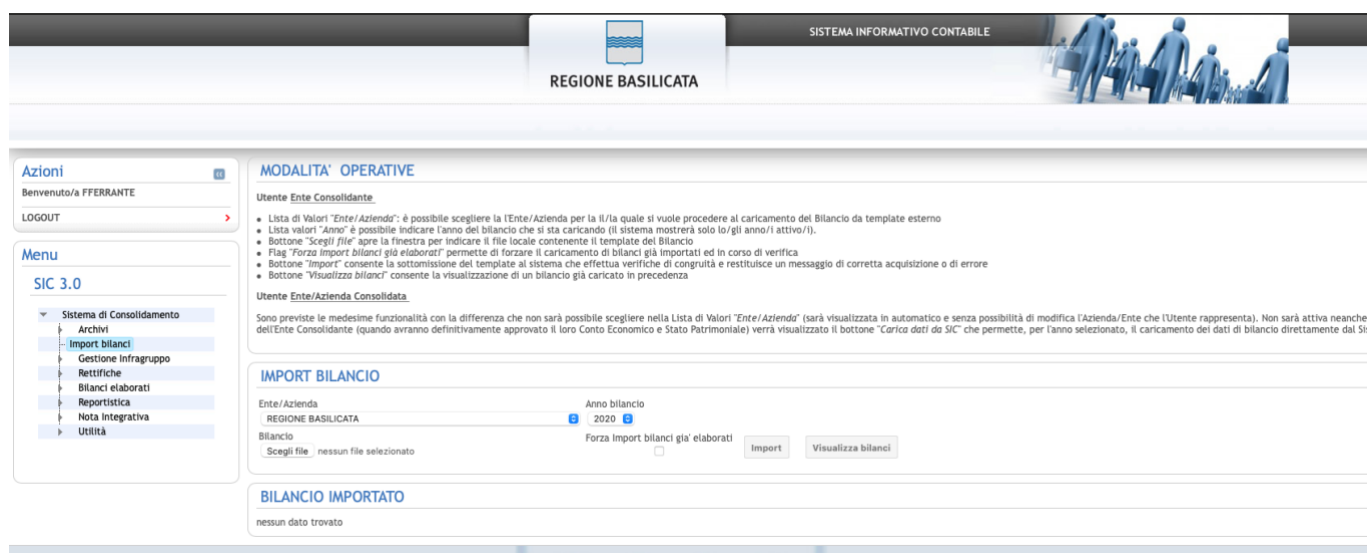 SISTEMA INFORMATIVO CONTABILE
REGIONE BASILICATA
Azioni
Benvenuto/a FFERRANTE
LOGOUT
Menu
SIC 3.0
Sistema di Consolidamento
Archivi
Import bilanci
Gestione Infragruppo
Rettifiche
Bilanci elaborati
Reportistica
Nota Integrativa
Utilità
MODALITA' OPERATIVE
Utente Ente Consolidante
• Lista di Valori "Ente/Azienda": è possibile scegliere la l'Ente/Azienda per la il/la quale si vuole procedere al caricamento del Bilancio da template esterno
• Lista valori "Anno" è possibile indicare l'anno del bilancio che si sta caricando (il sistema mostrerà solo lo/gli anno/i attivo/i).
• Bottone "Scegli file" apre la finestra per indicare il file locale contenente il template del Bilancio
• Flag "Forza import bilanci già elaborati" permette di forzare il caricamento di bilanci già importati ed in corso di verifica
• Bottone "Import" consente la sottomissione del template al sistema che effettua verifiche di congruità e restituisce un messaggio di corretta acquisizione o di errore
• Bottone "Visualizza bilanci" consente la visualizzazione di un bilancio già caricato in precedenza
Utente Ente/Azienda Consolidata
Sono previste le medesime funzionalità con la differenza che non sarà possibile scegliere nella Lista di Valori "Ente/Azienda" (sarà visualizzata in automatico e senza possibilità di modifica l'Azienda/Ente che l'Utente rappresenta). Non sarà attiva neanche
dell'Ente Consolidante (quando avranno definitivamente approvato il loro Conto Economico e Stato Patrimoniale) verrà visualizzato il bottone "Carica dati da SIC" che permette, per l'anno selezionato, il caricamento dei dati di bilancio direttamente dal Si
IMPORT BILANCIO
Ente/Azienda Anno bilancio
REGIONE BASILICATA 2020
Bilancio Forza Import bilanci gia' elaborati
Scegli file nessun file selezionato Import Visualizza bilanci
BILANCIO IMPORTATO
nessun dato trovato